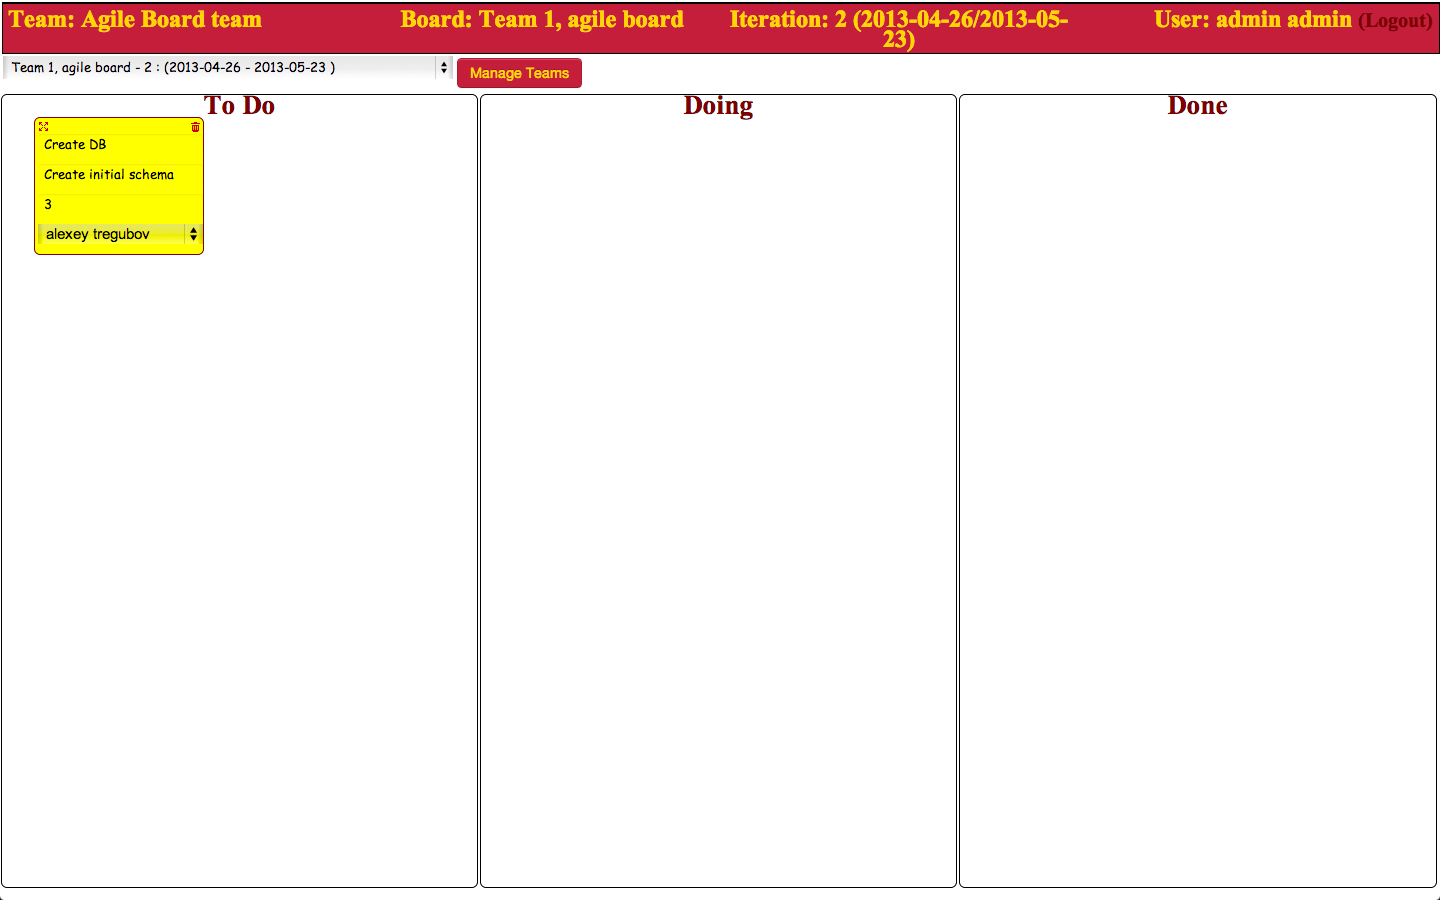 Team: Agile Board team
Board: Team 1, agile board
Iteration: 2 (2013-04-26/2013-05-
23)
User: admin admin (Logout)
Team 1, agile board - 2 : (2013-04-26 - 2013-05-23 )
Manage Teams
To Do
Create DB
Create initial schema
3
alexey tregubov
Doing
Done